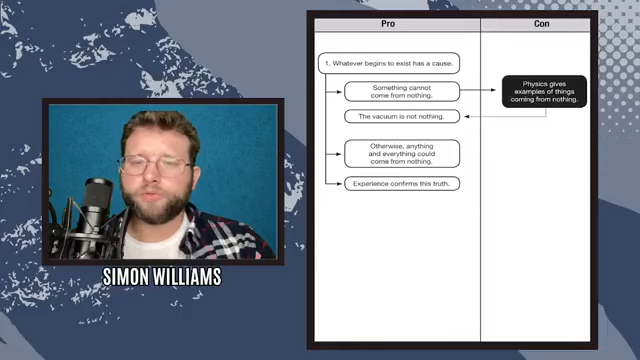 Pro
Con
1. Whatever begins to exist has a cause.
Something cannot
come from nothing.
Physics gives
examples of things
coming from nothing.
The vacuum is not nothing.
Otherwise, anything
and everything could
come from nothing.
Experience confirms this truth.
SIMON WILLIAMS